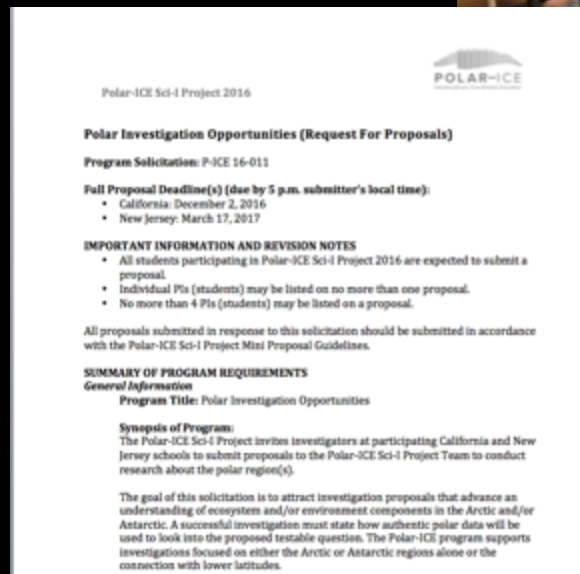 POLAR-ICE
Polar-ICE Sci-I Project 2016
Polar Investigation Opportunities (Request For Proposals)
Program Solicitation: P-ICE 16-011
Full Proposal Deadline(s) (due by 5 p.m. submitter's local time):
• California: December 2, 2016
• New Jersey: March 17, 2017
IMPORTANT INFORMATION AND REVISION NOTES
• All students participating in Polar-ICE Sci-I Project 2016 are expected to submit a
proposal.
• Individual PIs (students) may be listed on no more than one proposal.
• No more than 4 PIs (students) may be listed on a proposal.
All proposals submitted in response to this solicitation should be submitted in accordance
with the Polar-ICE Sci-I Project Mini Proposal Guidelines.
SUMMARY OF PROGRAM REQUIREMENTS
General Information
Program Title: Polar Investigation Opportunities
Synopsis of Program:
The Polar-ICE Sci-I Project invites investigators at participating California and New
Jersey schools to submit proposals to the Polar-ICE Sci-I Project Team to conduct
research about the polar region(s).
The goal of this solicitation is to attract investigation proposals that advance an
understanding of ecosystem and/or environment components in the Arctic and/or
Antarctic. A successful investigation must state how authentic polar data will be
used to look into the proposed testable question. The Polar-ICE program supports
investigations focused on either the Arctic or Antarctic regions alone or the
connection with lower latitudes.